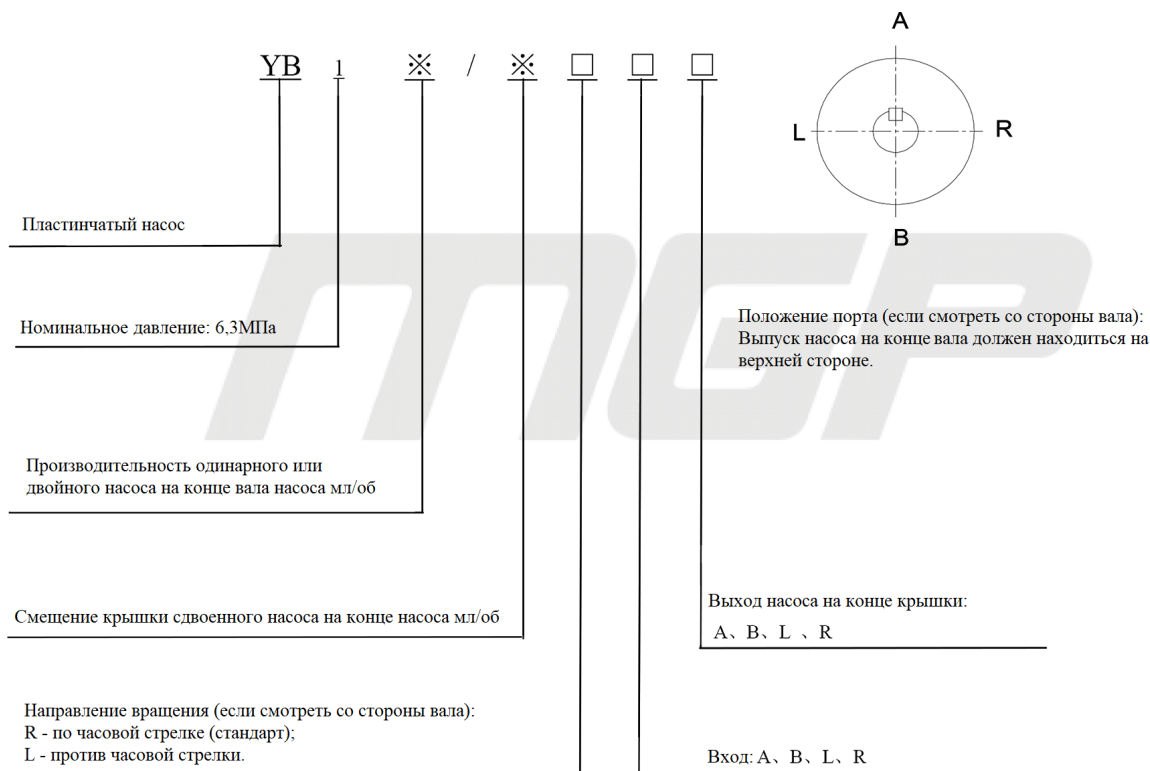 YB 1 ※ / ※ □ □ □
A
L
R
B
Пластинчатый насос
Номинальное давление: 6,3МПа
Положение порта (если смотреть со стороны вала):
Выпуск насоса на конце вала должен находиться на
верхней стороне.
MGP
Производительность одинарного или
двойного насоса на конце вала насоса мл/об
Смещение крышки сдвоенного насоса на конце насоса мл/об
Выход насоса на конце крышки:
A、B、L 、R
Направление вращения (если смотреть со стороны вала):
R - по часовой стрелке (стандарт);
L - против часовой стрелки.
Вход: A、B、L、R